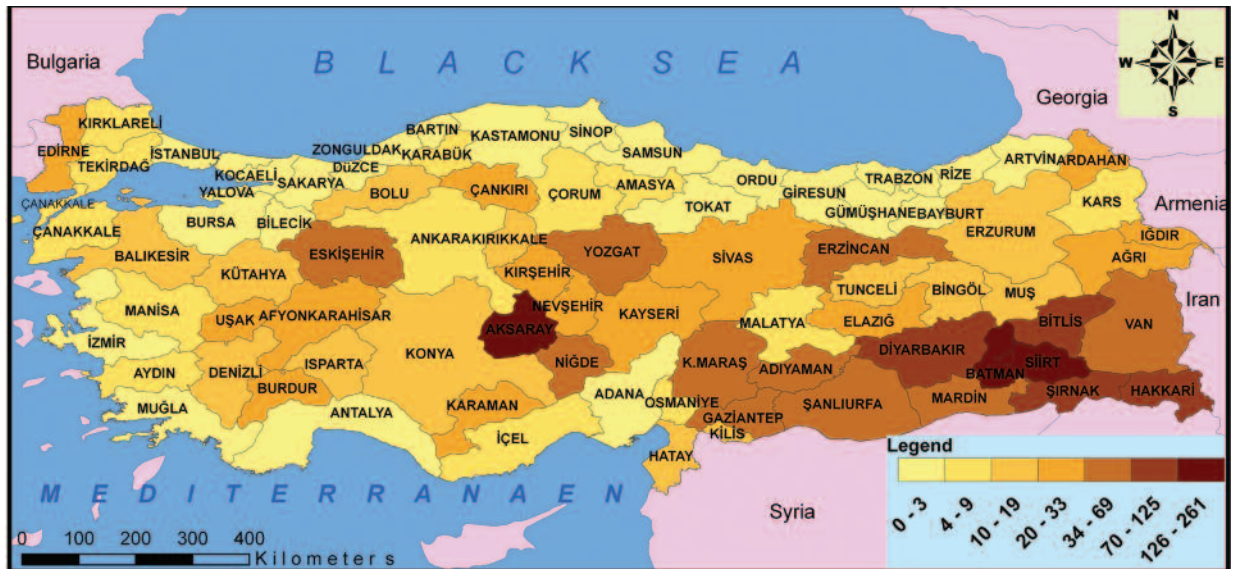 N
W E
S
Bulgaria
BLACK SEA
Georgia
KIRKLARELİ
EDİRNE
TEKİRDAĞ
İSTANBUL
KOCAELİ
YALOVA
SAKARYA
ZONGULDAK
DÜZCE
BARTIN
KARABÜK
KASTAMONU
SİNOP
SAMSUN
ORDU
GİRESUN
TRABZON
RİZE
ARTVİN
ARDAHAN
ÇANAKKALE
ÇANAKKALE
BURSA
BİLECİK
BOLU
ÇANKIRI
ÇORUM
AMASYA
TOKAT
GÜMÜŞHANE
BAYBURT
KARS
Armenia
BALIKESİR
KÜTAHYA
ESKİŞEHİR
ANKARA
KIRIKKALE
YOZGAT
SİVAS
ERZİNCAN
ERZURUM
IĞDIR
AĞRI
MANİSA
UŞAK
AFYONKARAHİSAR
KIRŞEHİR
NEVŞEHİR
KAYSERİ
MALATYA
TUNCELİ
ELAZIĞ
BİNGÖL
MUŞ
BİTLİS
VAN
Iran
İZMİR
AYDIN
DENİZLİ
ISPARTA
BURDUR
KONYA
AKSARAY
NİĞDE
K.MARAŞ
ADIYAMAN
DİYARBAKIR
BATMAN
SİİRT
MUĞLA
ANTALYA
KARAMAN
İÇEL
ADANA
OSMANİYE
GAZİANTEP
KİLİS
ŞANLIURFA
MARDİN
ŞIRNAK
HAKKARİ
HATAY
MEDITERRANAEN
Syria
Legend
0 - 3
4 - 9
10 - 19
20 - 33
34 - 69
70 - 125
126 - 261
0 100 200 300 400
Kilometers